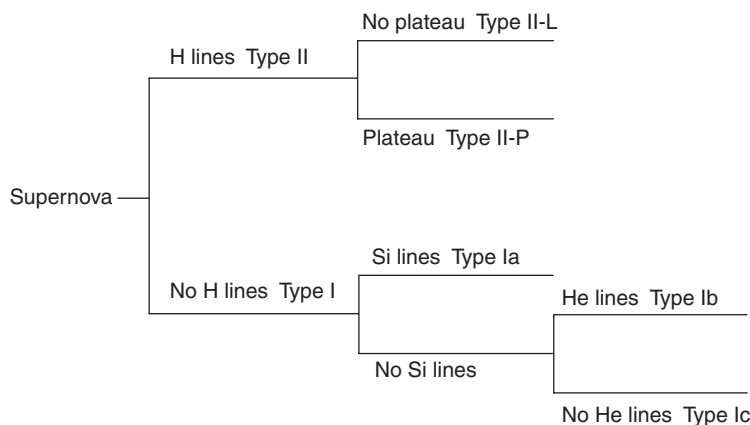 No plateau Type II-L
H lines Type II
Plateau Type II-P
Supernova
Si lines Type Ia
No H lines Type I
He lines Type Ib
No Si lines
No He lines Type Ic